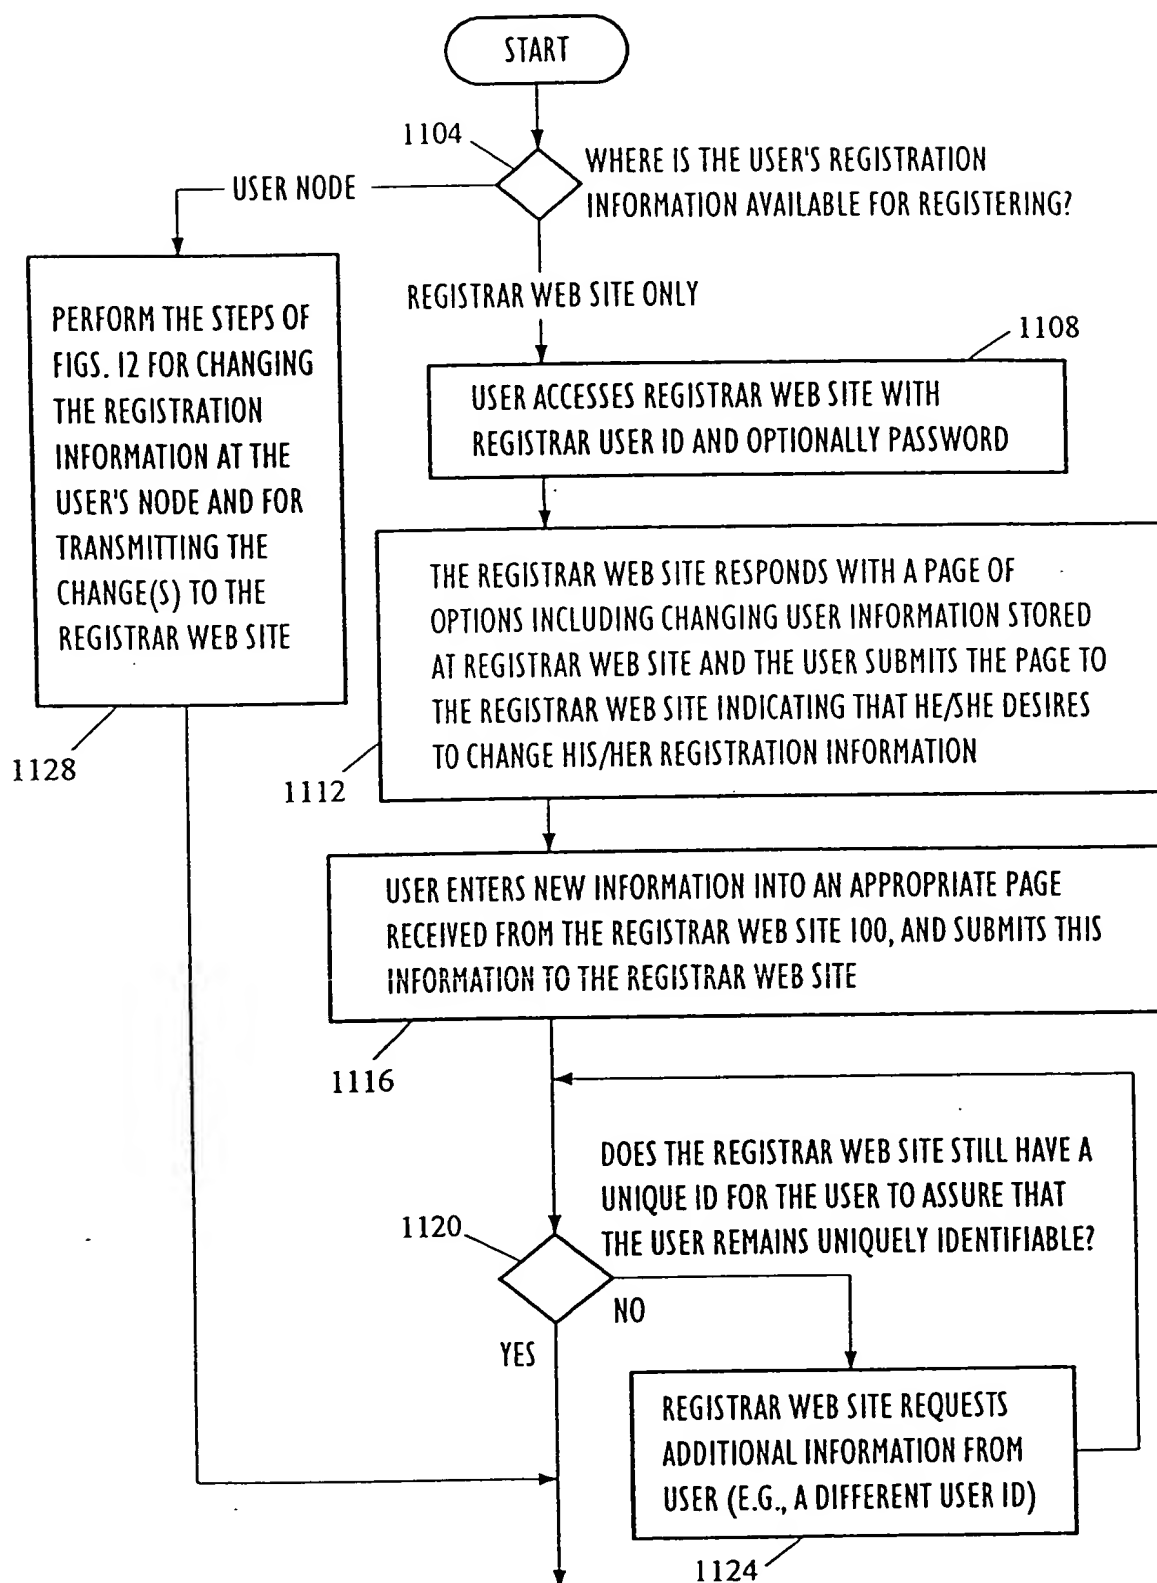 START
1104
WHERE IS THE USER'S REGISTRATION
INFORMATION AVAILABLE FOR REGISTERING?
USER NODE
REGISTRAR WEB SITE ONLY
PERFORM THE STEPS OF
FIGS. 12 FOR CHANGING
THE REGISTRATION
INFORMATION AT THE
USER'S NODE AND FOR
TRANSMITTING THE
CHANGE(S) TO THE
REGISTRAR WEB SITE
1128
1108
USER ACCESSES REGISTRAR WEB SITE WITH
REGISTRAR USER ID AND OPTIONALLY PASSWORD
THE REGISTRAR WEB SITE RESPONDS WITH A PAGE OF
OPTIONS INCLUDING CHANGING USER INFORMATION STORED
AT REGISTRAR WEB SITE AND THE USER SUBMITS THE PAGE TO
THE REGISTRAR WEB SITE INDICATING THAT HE/SHE DESIRES
TO CHANGE HIS/HER REGISTRATION INFORMATION
1112
USER ENTERS NEW INFORMATION INTO AN APPROPRIATE PAGE
RECEIVED FROM THE REGISTRAR WEB SITE 100, AND SUBMITS THIS
INFORMATION TO THE REGISTRAR WEB SITE
1116
DOES THE REGISTRAR WEB SITE STILL HAVE A
UNIQUE ID FOR THE USER TO ASSURE THAT
THE USER REMAINS UNIQUELY IDENTIFIABLE?
1120
NO
YES
REGISTRAR WEB SITE REQUESTS
ADDITIONAL INFORMATION FROM
USER (E.G., A DIFFERENT USER ID)
1124